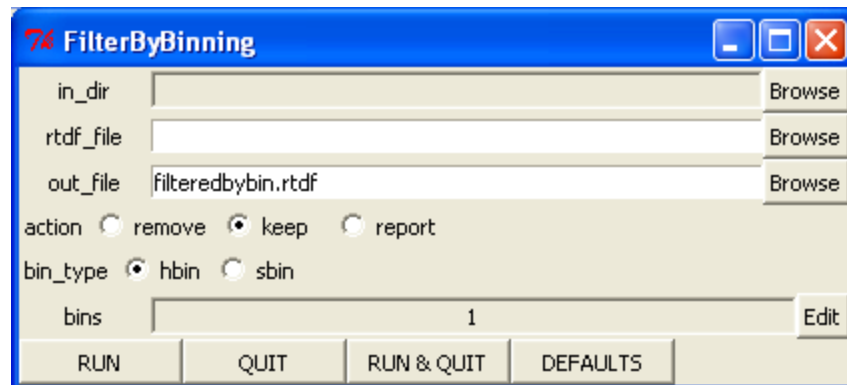 7k FilterByBinning
in_dir Browse
rtdf_file Browse
out_file filteredbybin.rtdf Browse
action remove keep report
bin_type hbin sbin
bins 1 Edit
RUN QUIT RUN & QUIT DEFAULTS